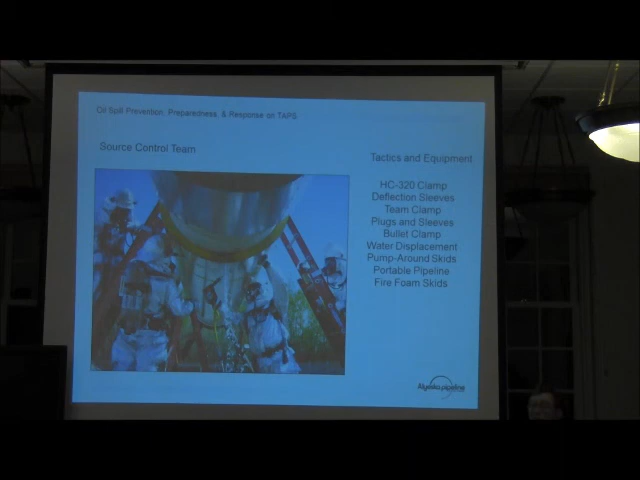 Oil Spill Prevention, Preparedness, & Response on TAPS
Source Control Team
Tactics and Equipment
HC-320 Clamp
Deflection Sleeves
Team Clamp
Plugs and Sleeves
Bullet Clamp
Water Displacement
Pump-Around Skids
Portable Pipeline
Fire Foam Skids
Alyeska pipeline